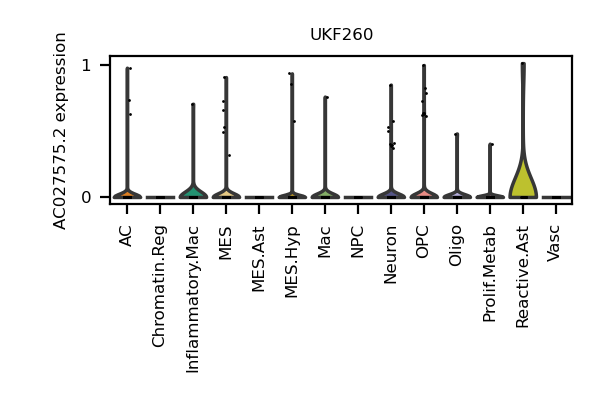 UKF260
AC027575.2 expression
1
0
AC
Chromatin.Reg
Inflammatory.Mac
MES
MES.Ast
MES.Hyp
Mac
NPC
Neuron
OPC
Oligo
Prolif.Metab
Reactive.Ast
Vasc